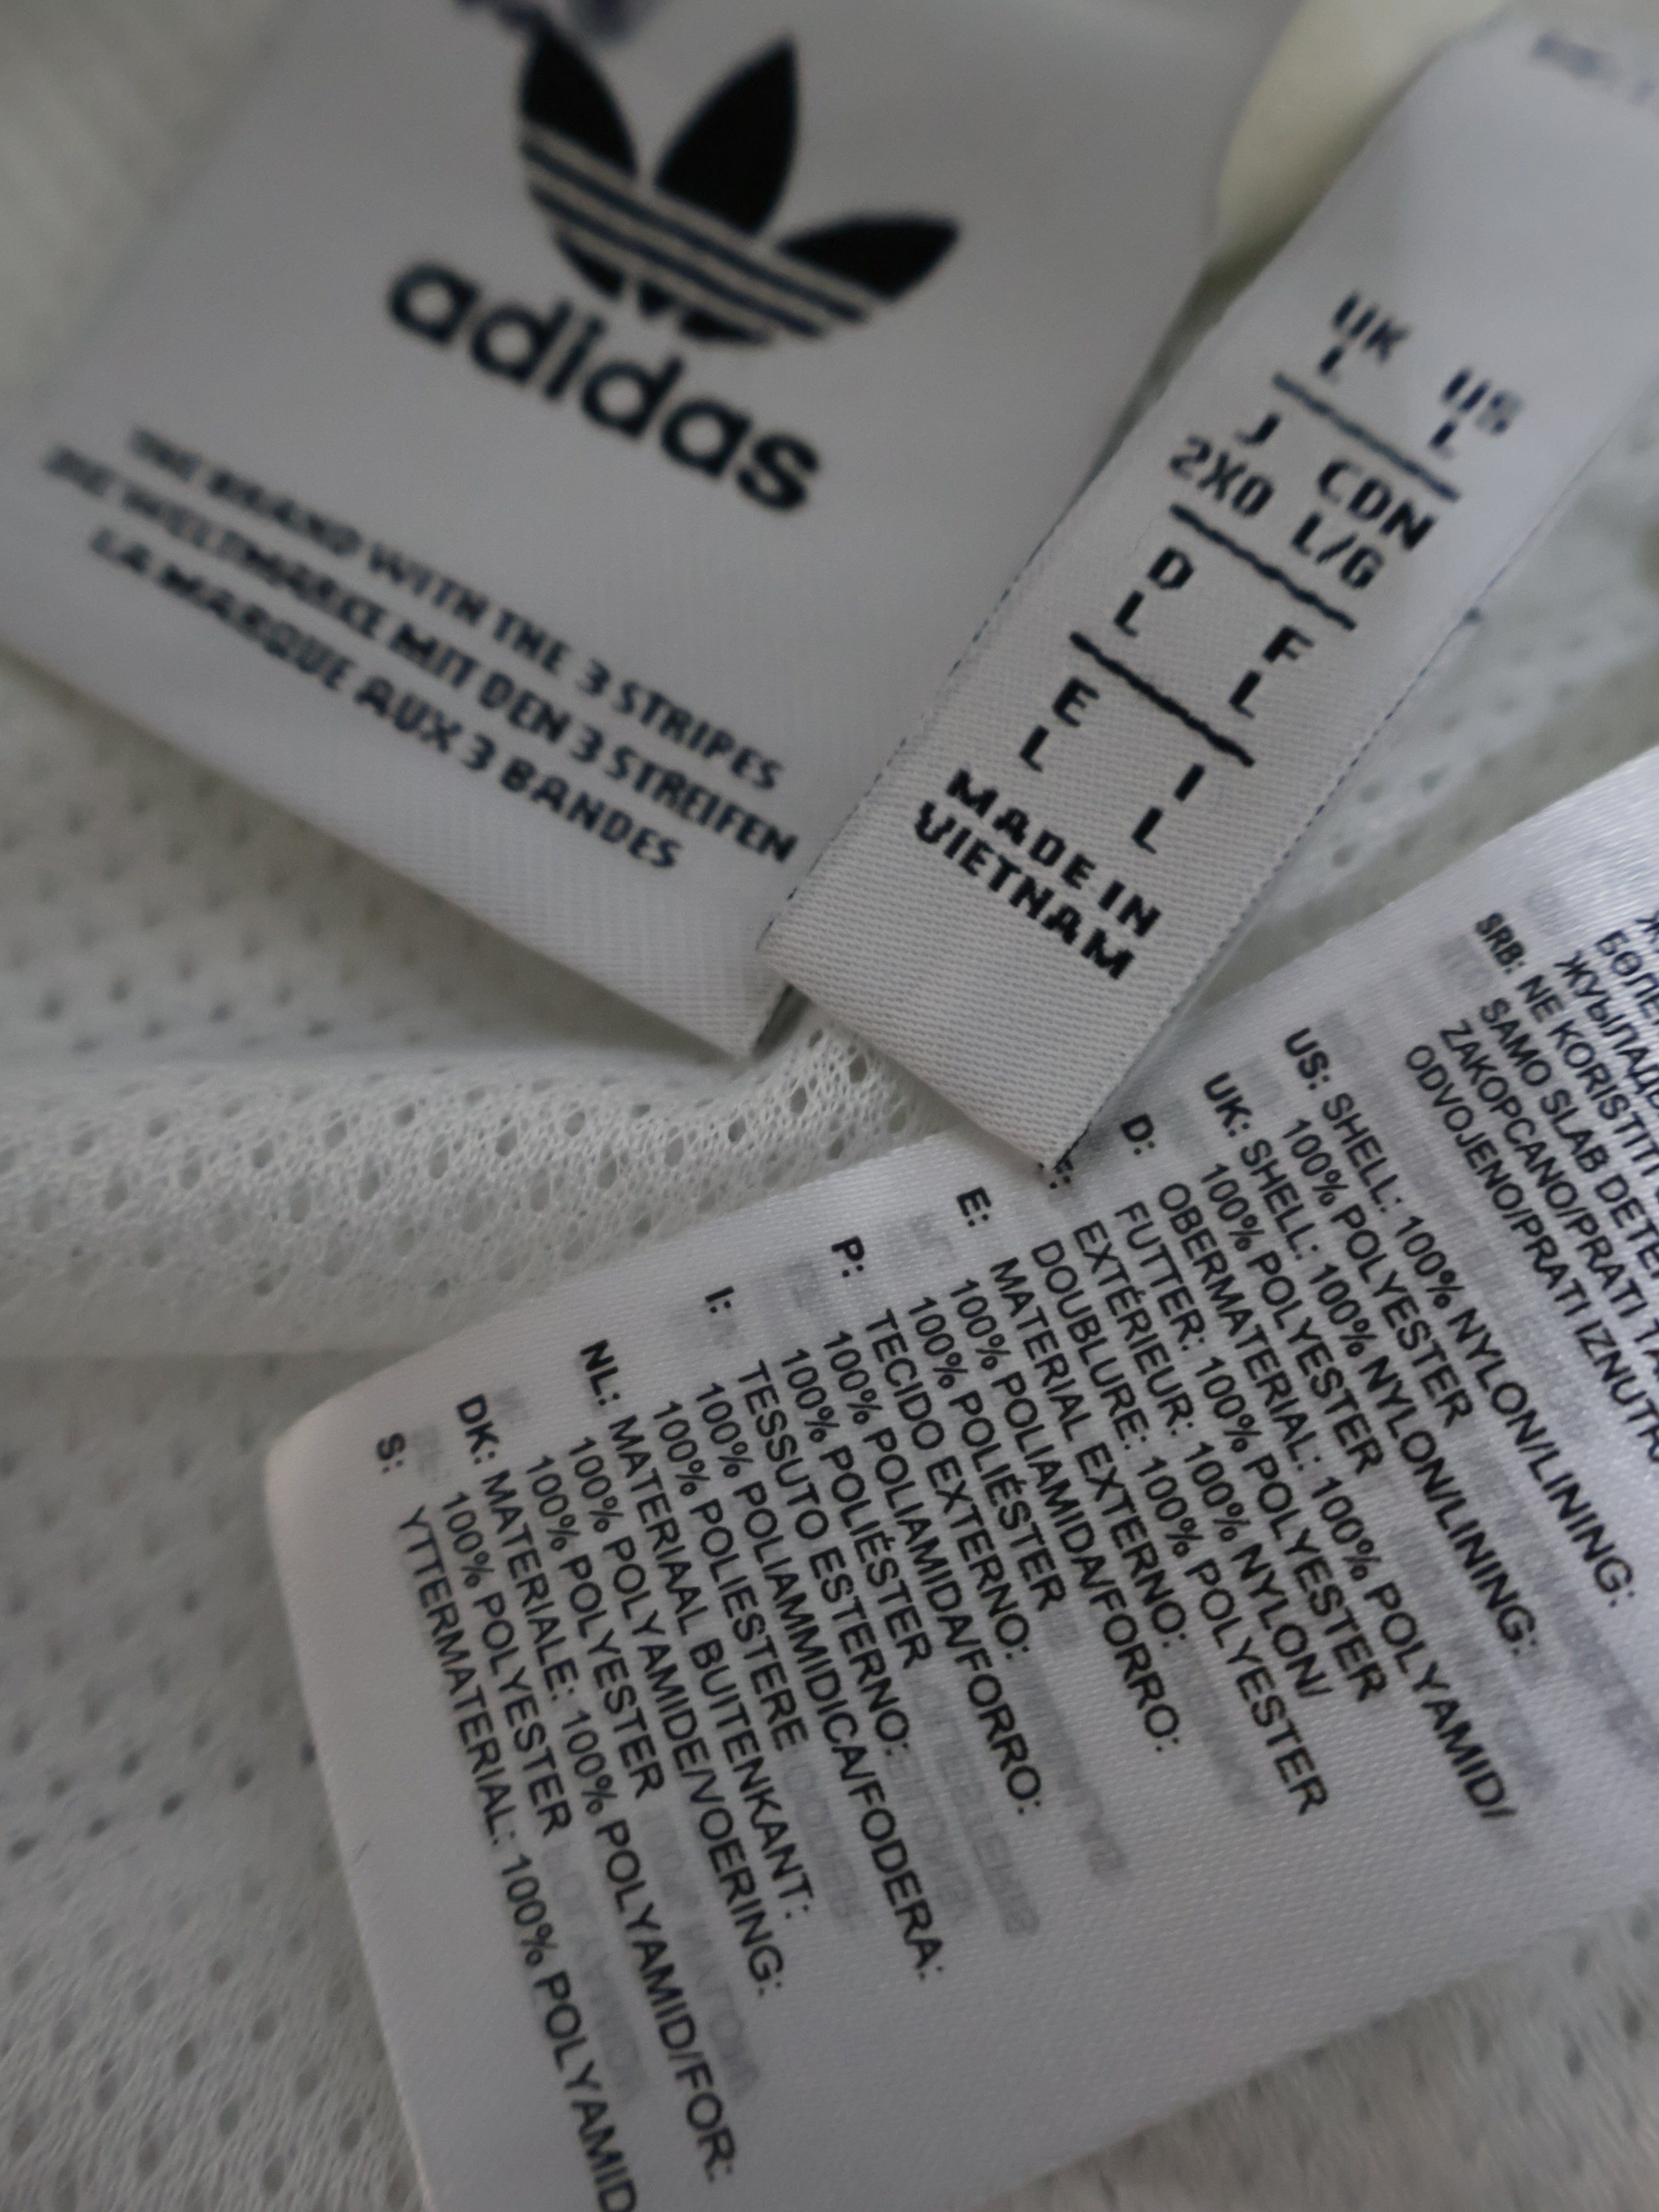 adidas
THE BRAND WITH THE 3 STRIPES
DIE WELTMARKE MIT DEN 3 STREIFEN
LA MARQUE AUX 3 BANDES
UK US
L L
J CDN
2XO L/G
D F
L L
E I
L L
MADE IN
VIETNAM
SRB: NE KORISTITI
SAMO SLAB
ZAKOPCANO/PRATI
ODVOJENO/PRATI IZNUTRA
US: SHELL: 100% NYLON/LINING:
100% POLYESTER
UK: SHELL: 100% NYLON/LINING:
100% POLYESTER
D: OBERMATERIAL: 100% POLYAMID/
FUTTER: 100% POLYESTER
F: EXTÉRIEUR: 100% NYLON/
DOUBLURE: 100% POLYESTER
E: MATERIAL EXTERNO:
100% POLIAMIDA/FORRO:
100% POLIÉSTER
P: TECIDO EXTERNO:
100% POLIAMIDA/FORRO:
100% POLIÉSTER
I: TESSUTO ESTERNO:
100% POLIAMMIDICA/FODERA:
100% POLIESTERE
NL: MATERIAAL BUITENKANT:
100% POLYAMIDE/VOERING:
100% POLYESTER
DK: MATERIALE: 100% POLYAMID/FOR:
100% POLYESTER
S: YTTERMATERIAL: 100% POLYAMID